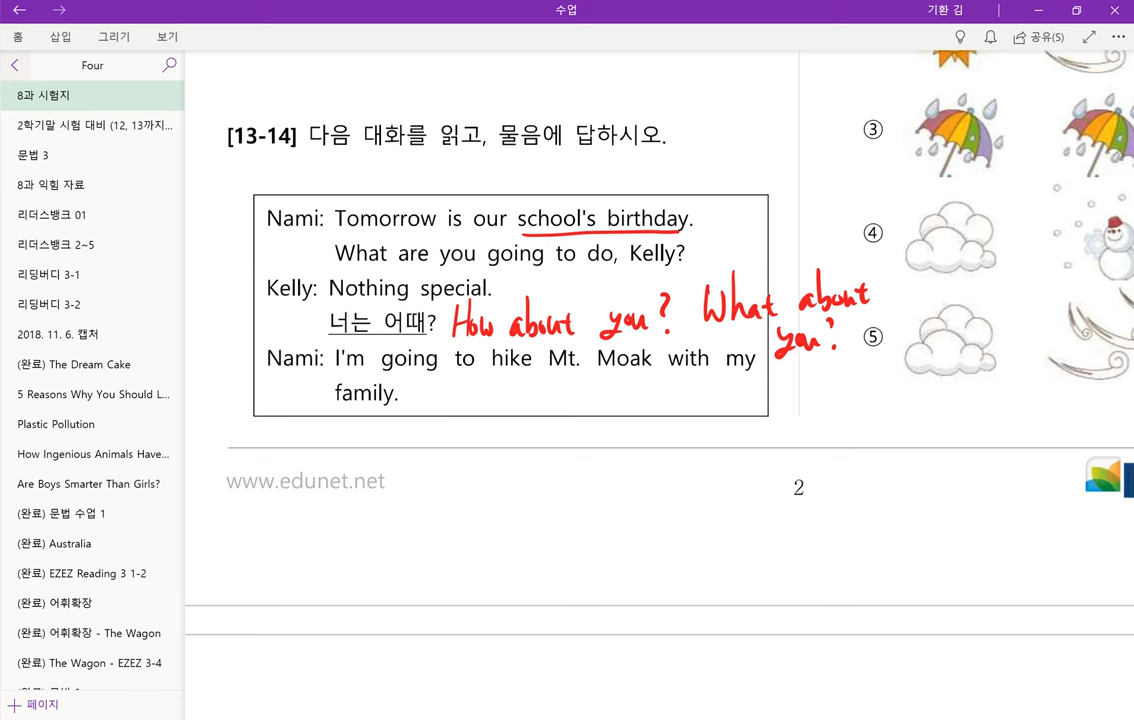 수업
기환 김
홈 삽입 그리기 보기
공유(S)
Four
8과 시험지
2학기말 시험 대비 (12, 13까지...
문법 3
8과 익힘 자료
리더스뱅크 01
리더스뱅크 2~5
리딩버디 3-1
리딩버디 3-2
2018. 11. 6. 캡처
(완료) The Dream Cake
5 Reasons Why You Should L...
Plastic Pollution
How Ingenious Animals Have...
Are Boys Smarter Than Girls?
(완료) 문법 수업 1
(완료) Australia
(완료) EZEZ Reading 3 1-2
(완료) 어휘확장
(완료) 어휘확장 - The Wagon
(완료) The Wagon - EZEZ 3-4
페이지
[13-14] 다음 대화를 읽고, 물음에 답하시오.
Nami: Tomorrow is our school's birthday.
What are you going to do, Kelly?
Kelly: Nothing special.
너는 어때? How about you? What about
you?
Nami: I'm going to hike Mt. Moak with my
family.
www.edunet.net
2
③
④
⑤